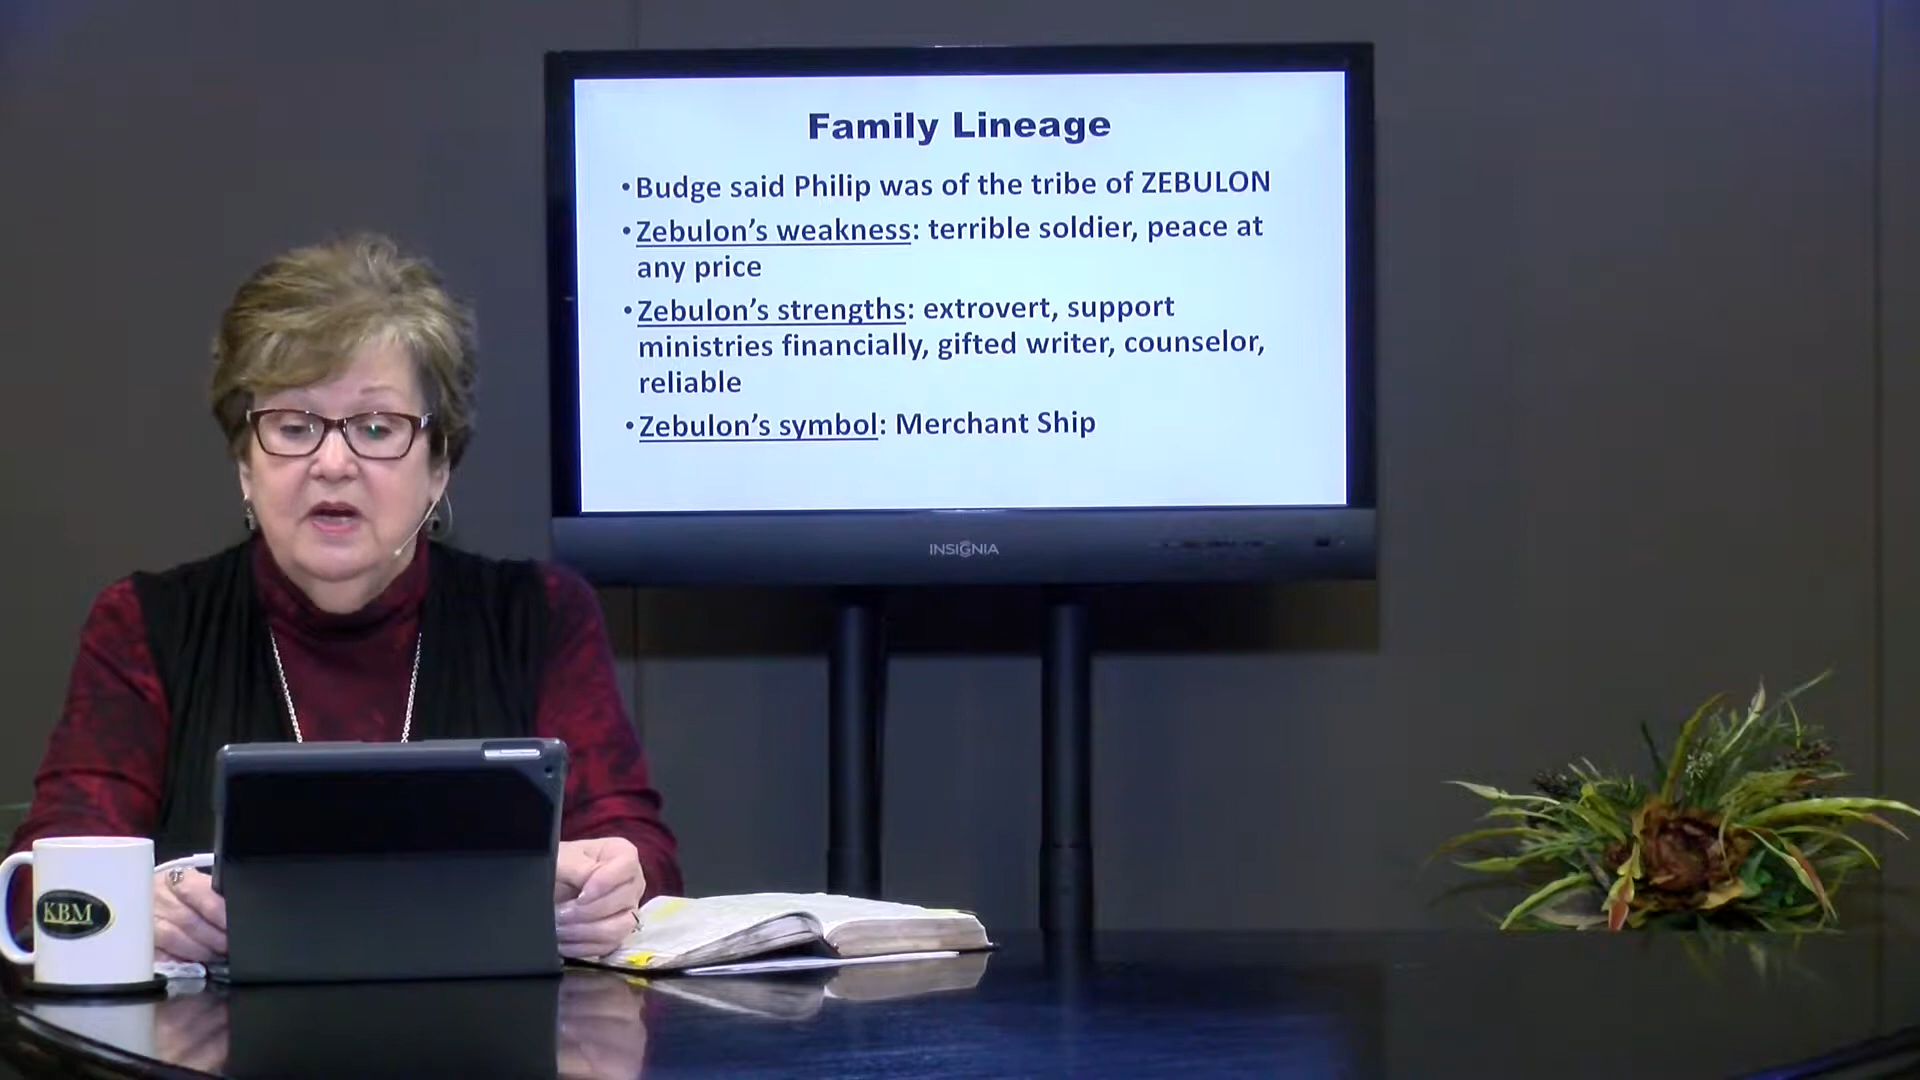 Family Lineage
•Budge said Philip was of the tribe of ZEBULON
•Zebulon's weakness: terrible soldier, peace at
any price
•Zebulon's strengths: extrovert, support
ministries financially, gifted writer, counselor,
reliable
•Zebulon's symbol: Merchant Ship
INSIGNIA
KBM